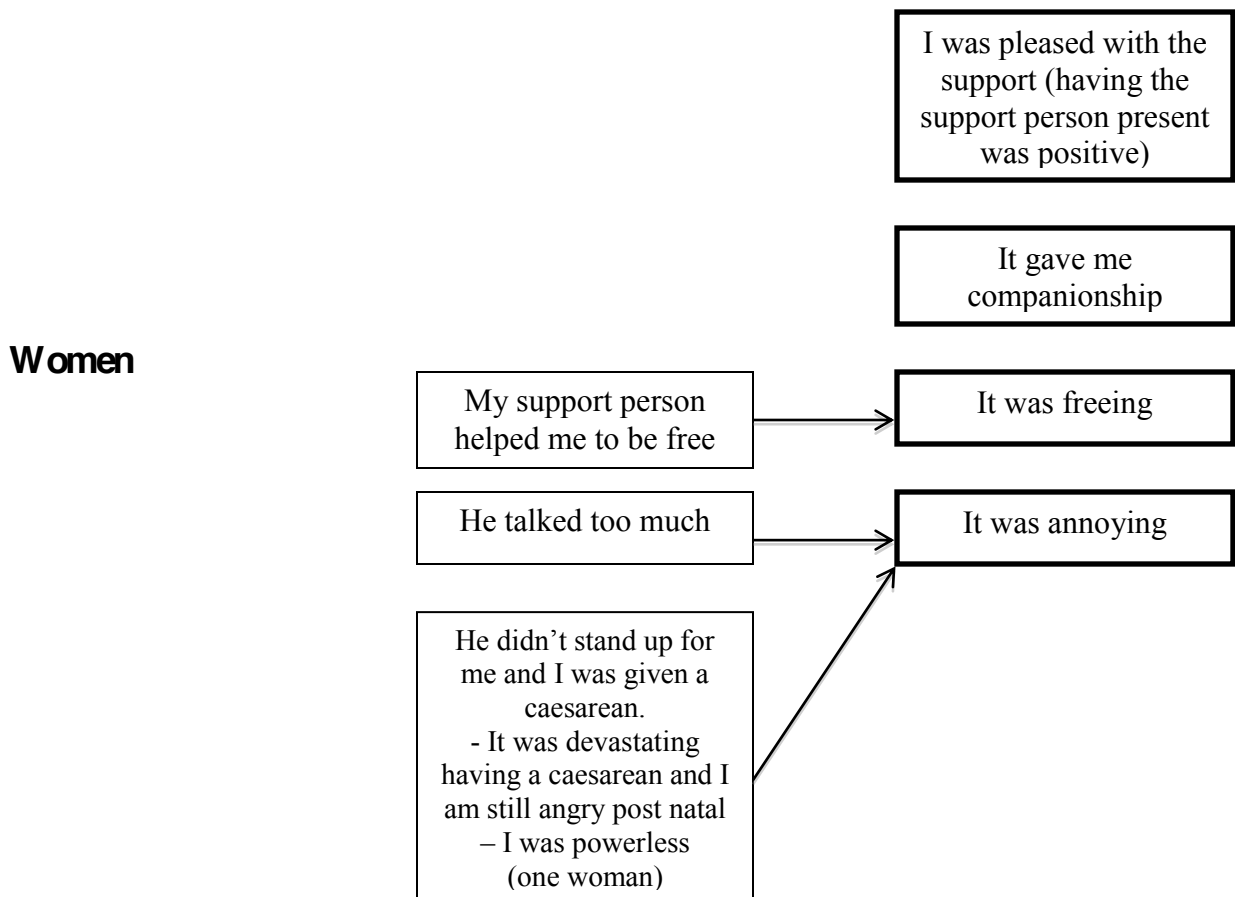 I was pleased with the
support (having the
support person present
was positive)
It gave me
companionship
Women
My support person
helped me to be free
It was freeing
He talked too much
It was annoying
He didn’t stand up for
me and I was given a
caesarean.
- It was devastating
having a caesarean and I
am still angry post natal
– I was powerless
(one woman)